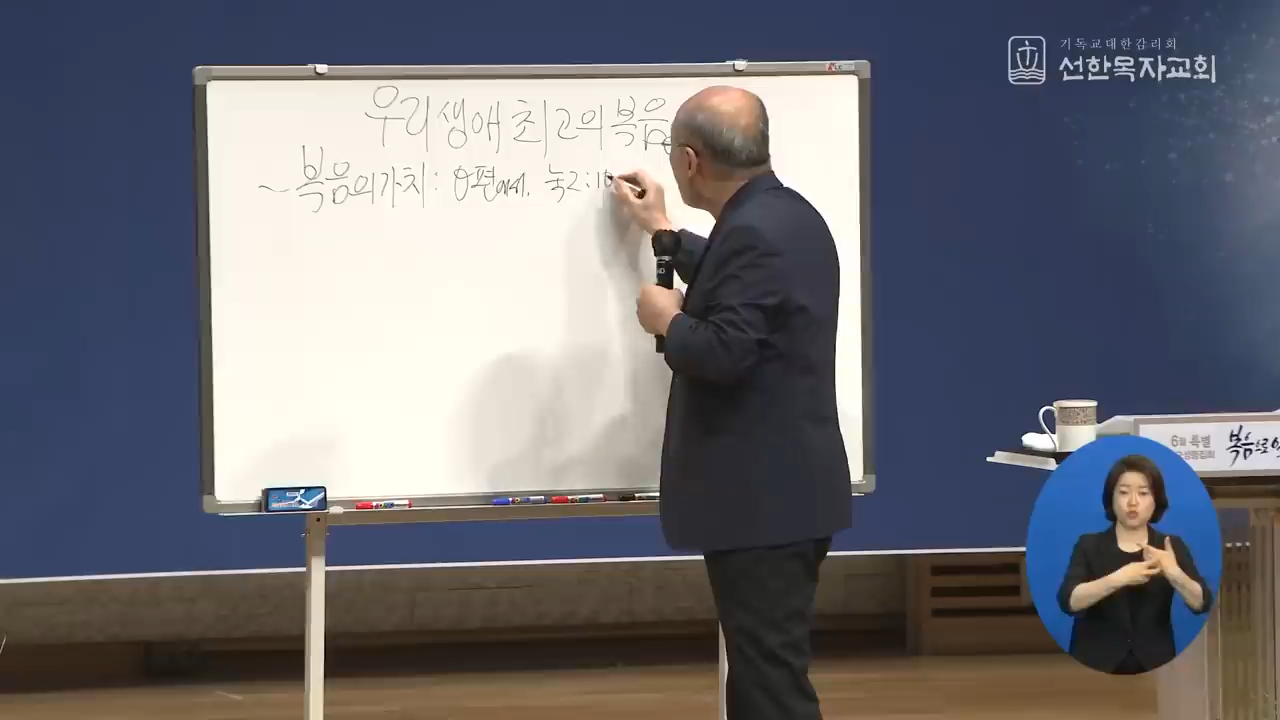 기독교대한감리회
선한목자교회
우리 생애 최고의 복음
~ 복음의 가치: 8편에서. 눅2:10
6월 특별
복음으로